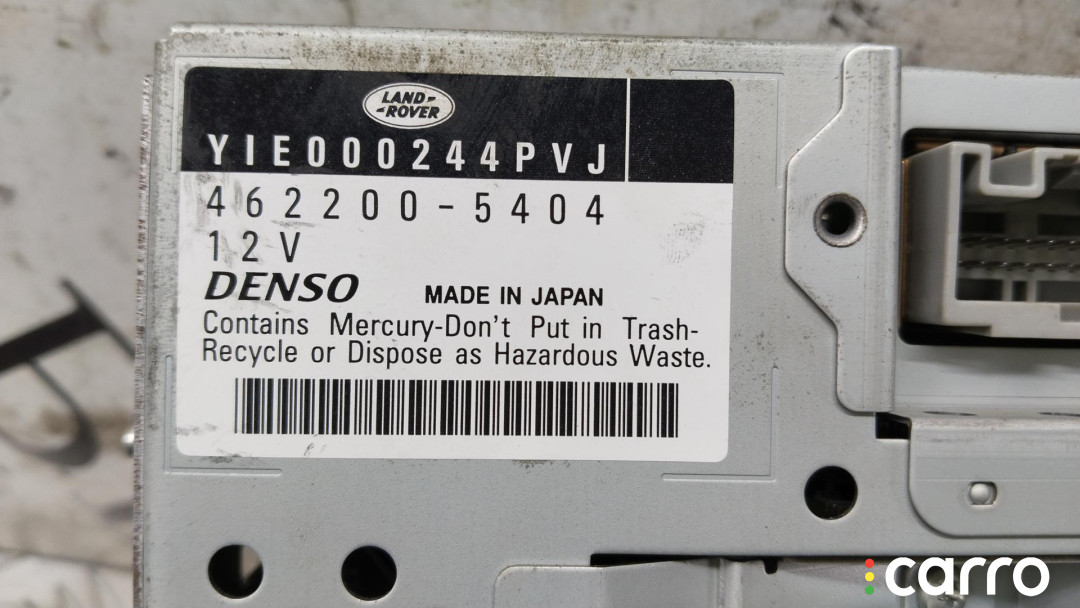 LAND-
-ROVER
YIE000244PVJ
462200-5404
12V
DENSO MADE IN JAPAN
Contains Mercury-Don't Put in Trash-
Recycle or Dispose as Hazardous Waste.
carro